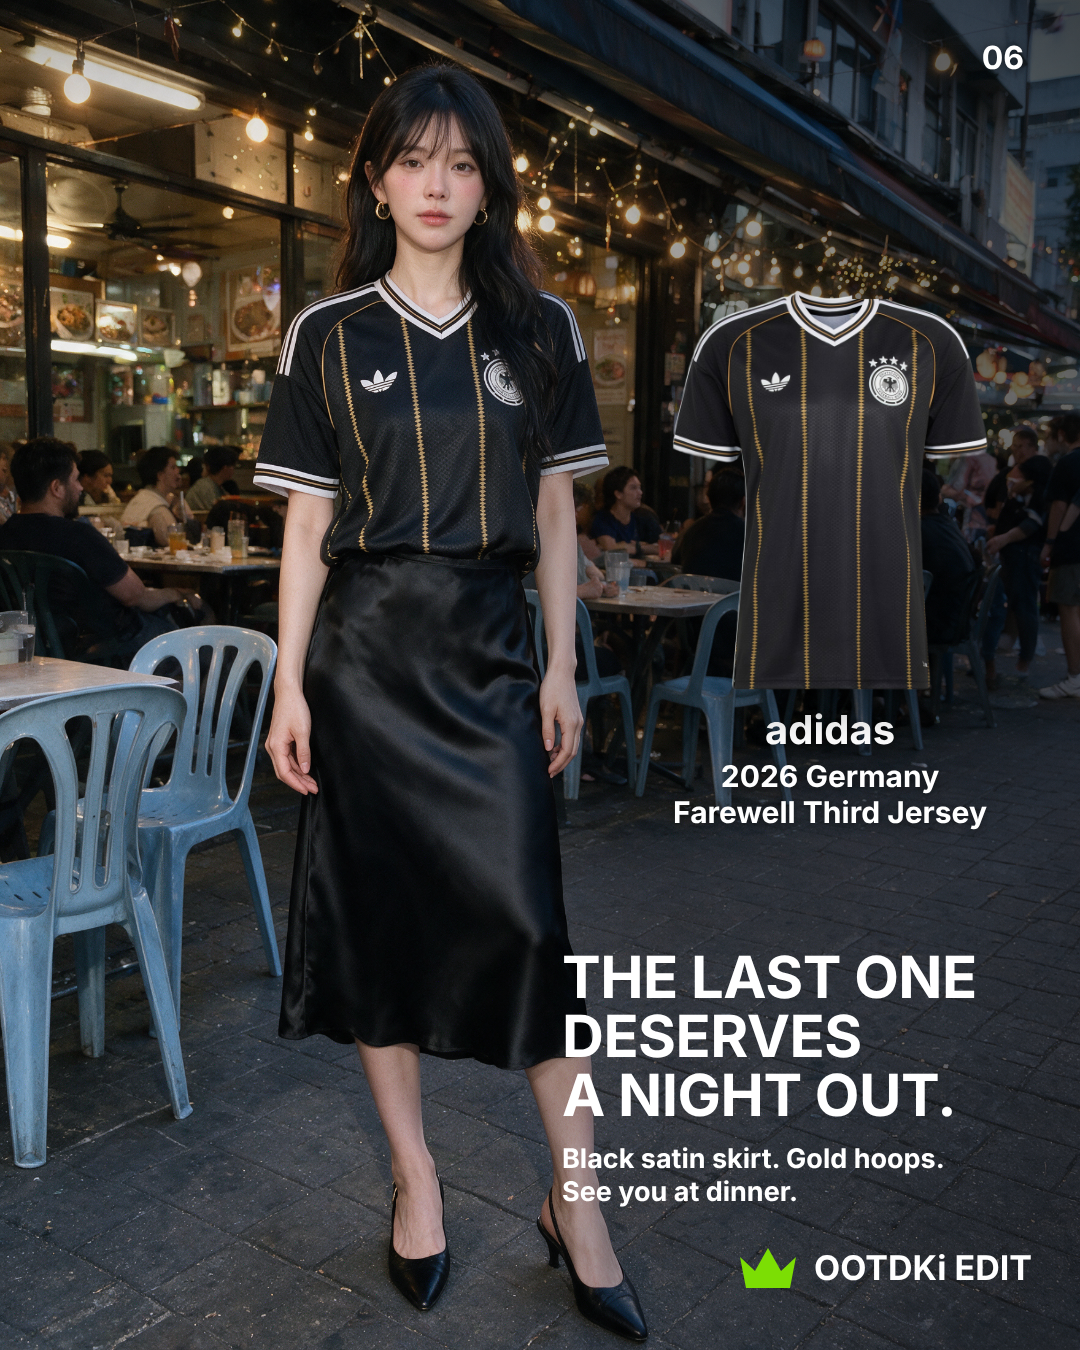 06
adidas
2026 Germany
Farewell Third Jersey
THE LAST ONE
DESERVES
A NIGHT OUT.
Black satin skirt. Gold hoops.
See you at dinner.
OOTDKi EDIT